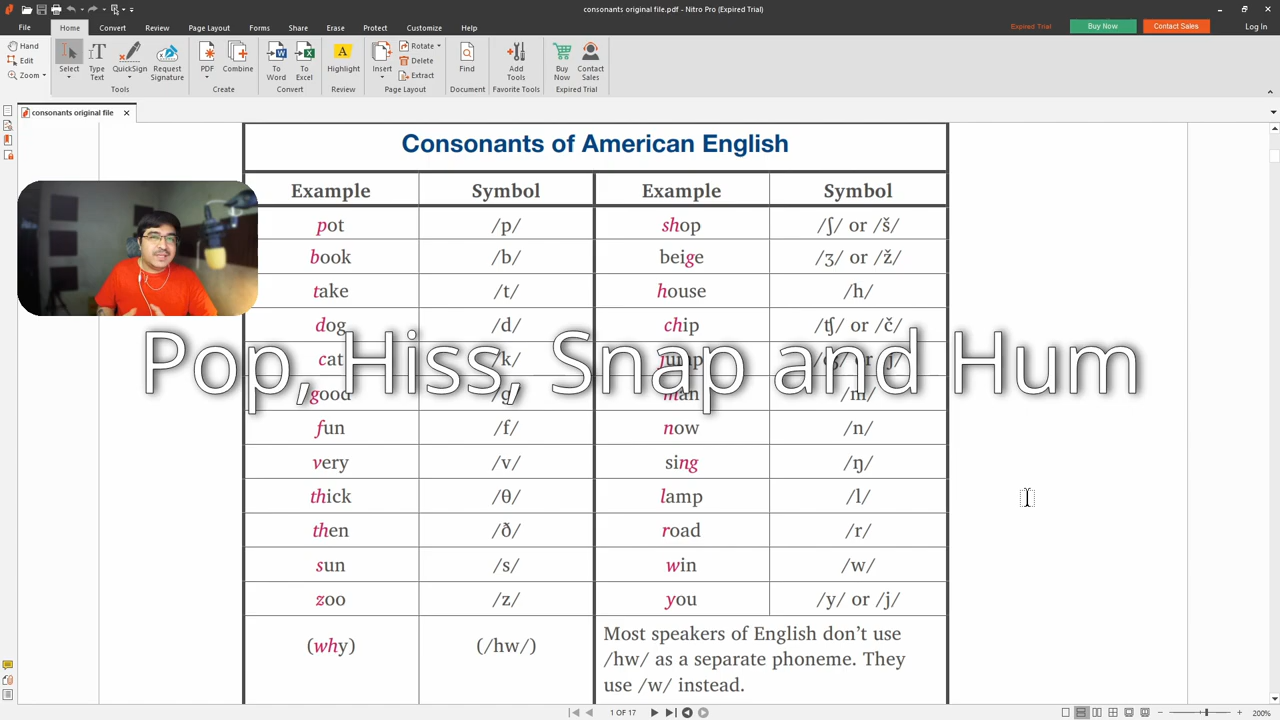 consonants original file.pdf - Nitro Pro (Expired Trial)
File Home Convert Review Page Layout Forms Share Erase Protect Customize Help Expired Trial Buy Now Contact Sales Log In
Hand
Edit
Zoom
Select
Type Text
QuickSign
Request Signature
PDF
Combine
To Word
To Excel
Highlight
Insert
Rotate
Delete
Extract
Find
Add Tools
Buy Now
Contact Sales
Tools Create Convert Review Page Layout Document Favorite Tools Expired Trial
consonants original file
Consonants of American English
Example Symbol Example Symbol
pot /p/ shop /ʃ/ or /š/
book /b/ beige /ʒ/ or /ž/
take /t/ house /h/
dog /d/ chip /ʧ/ or /č/
cat /k/ jump
Pop, Hiss, Snap and Hum
good /g/ man /m/
fun /f/ now /n/
very /v/ sing /ŋ/
thick /θ/ lamp /l/
then /ð/ road /r/
sun /s/ win /w/
zoo /z/ you /y/ or /j/
(why) (/hw/) Most speakers of English don’t use
/hw/ as a separate phoneme. They
use /w/ instead.
1 OF 17
200%